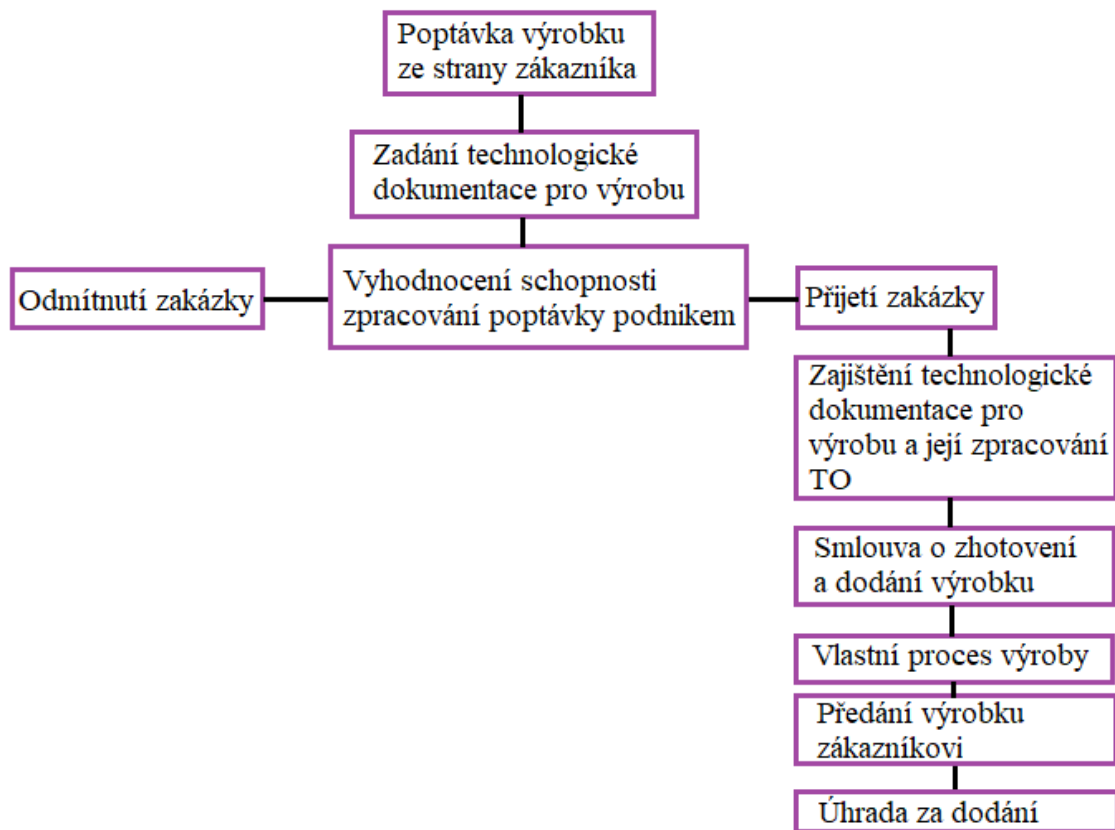 Poptávka výrobku
ze strany zákazníka
Zadání technologické
dokumentace pro výrobu
Vyhodnocení schopnosti
zpracování poptávky podnikem
Odmítnutí zakázky
Přijetí zakázky
Zajištění technologické
dokumentace pro
výrobu a její zpracování
TO
Smlouva o zhotovení
a dodání výrobku
Vlastní proces výroby
Předání výrobku
zákazníkovi
Úhrada za dodání